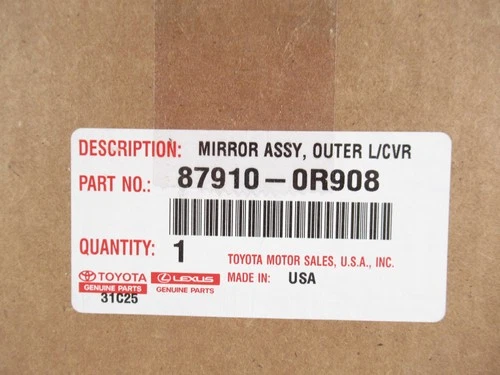 DESCRIPTION: MIRROR ASSY, OUTER L/CVR
PART NO.: 87910-0R908
QUANTITY: 1 TOYOTA MOTOR SALES, U.S.A., INC.
TOYOTA LEXUS MADE IN: USA
GENUINE PARTS GENUINE PARTS
31C25